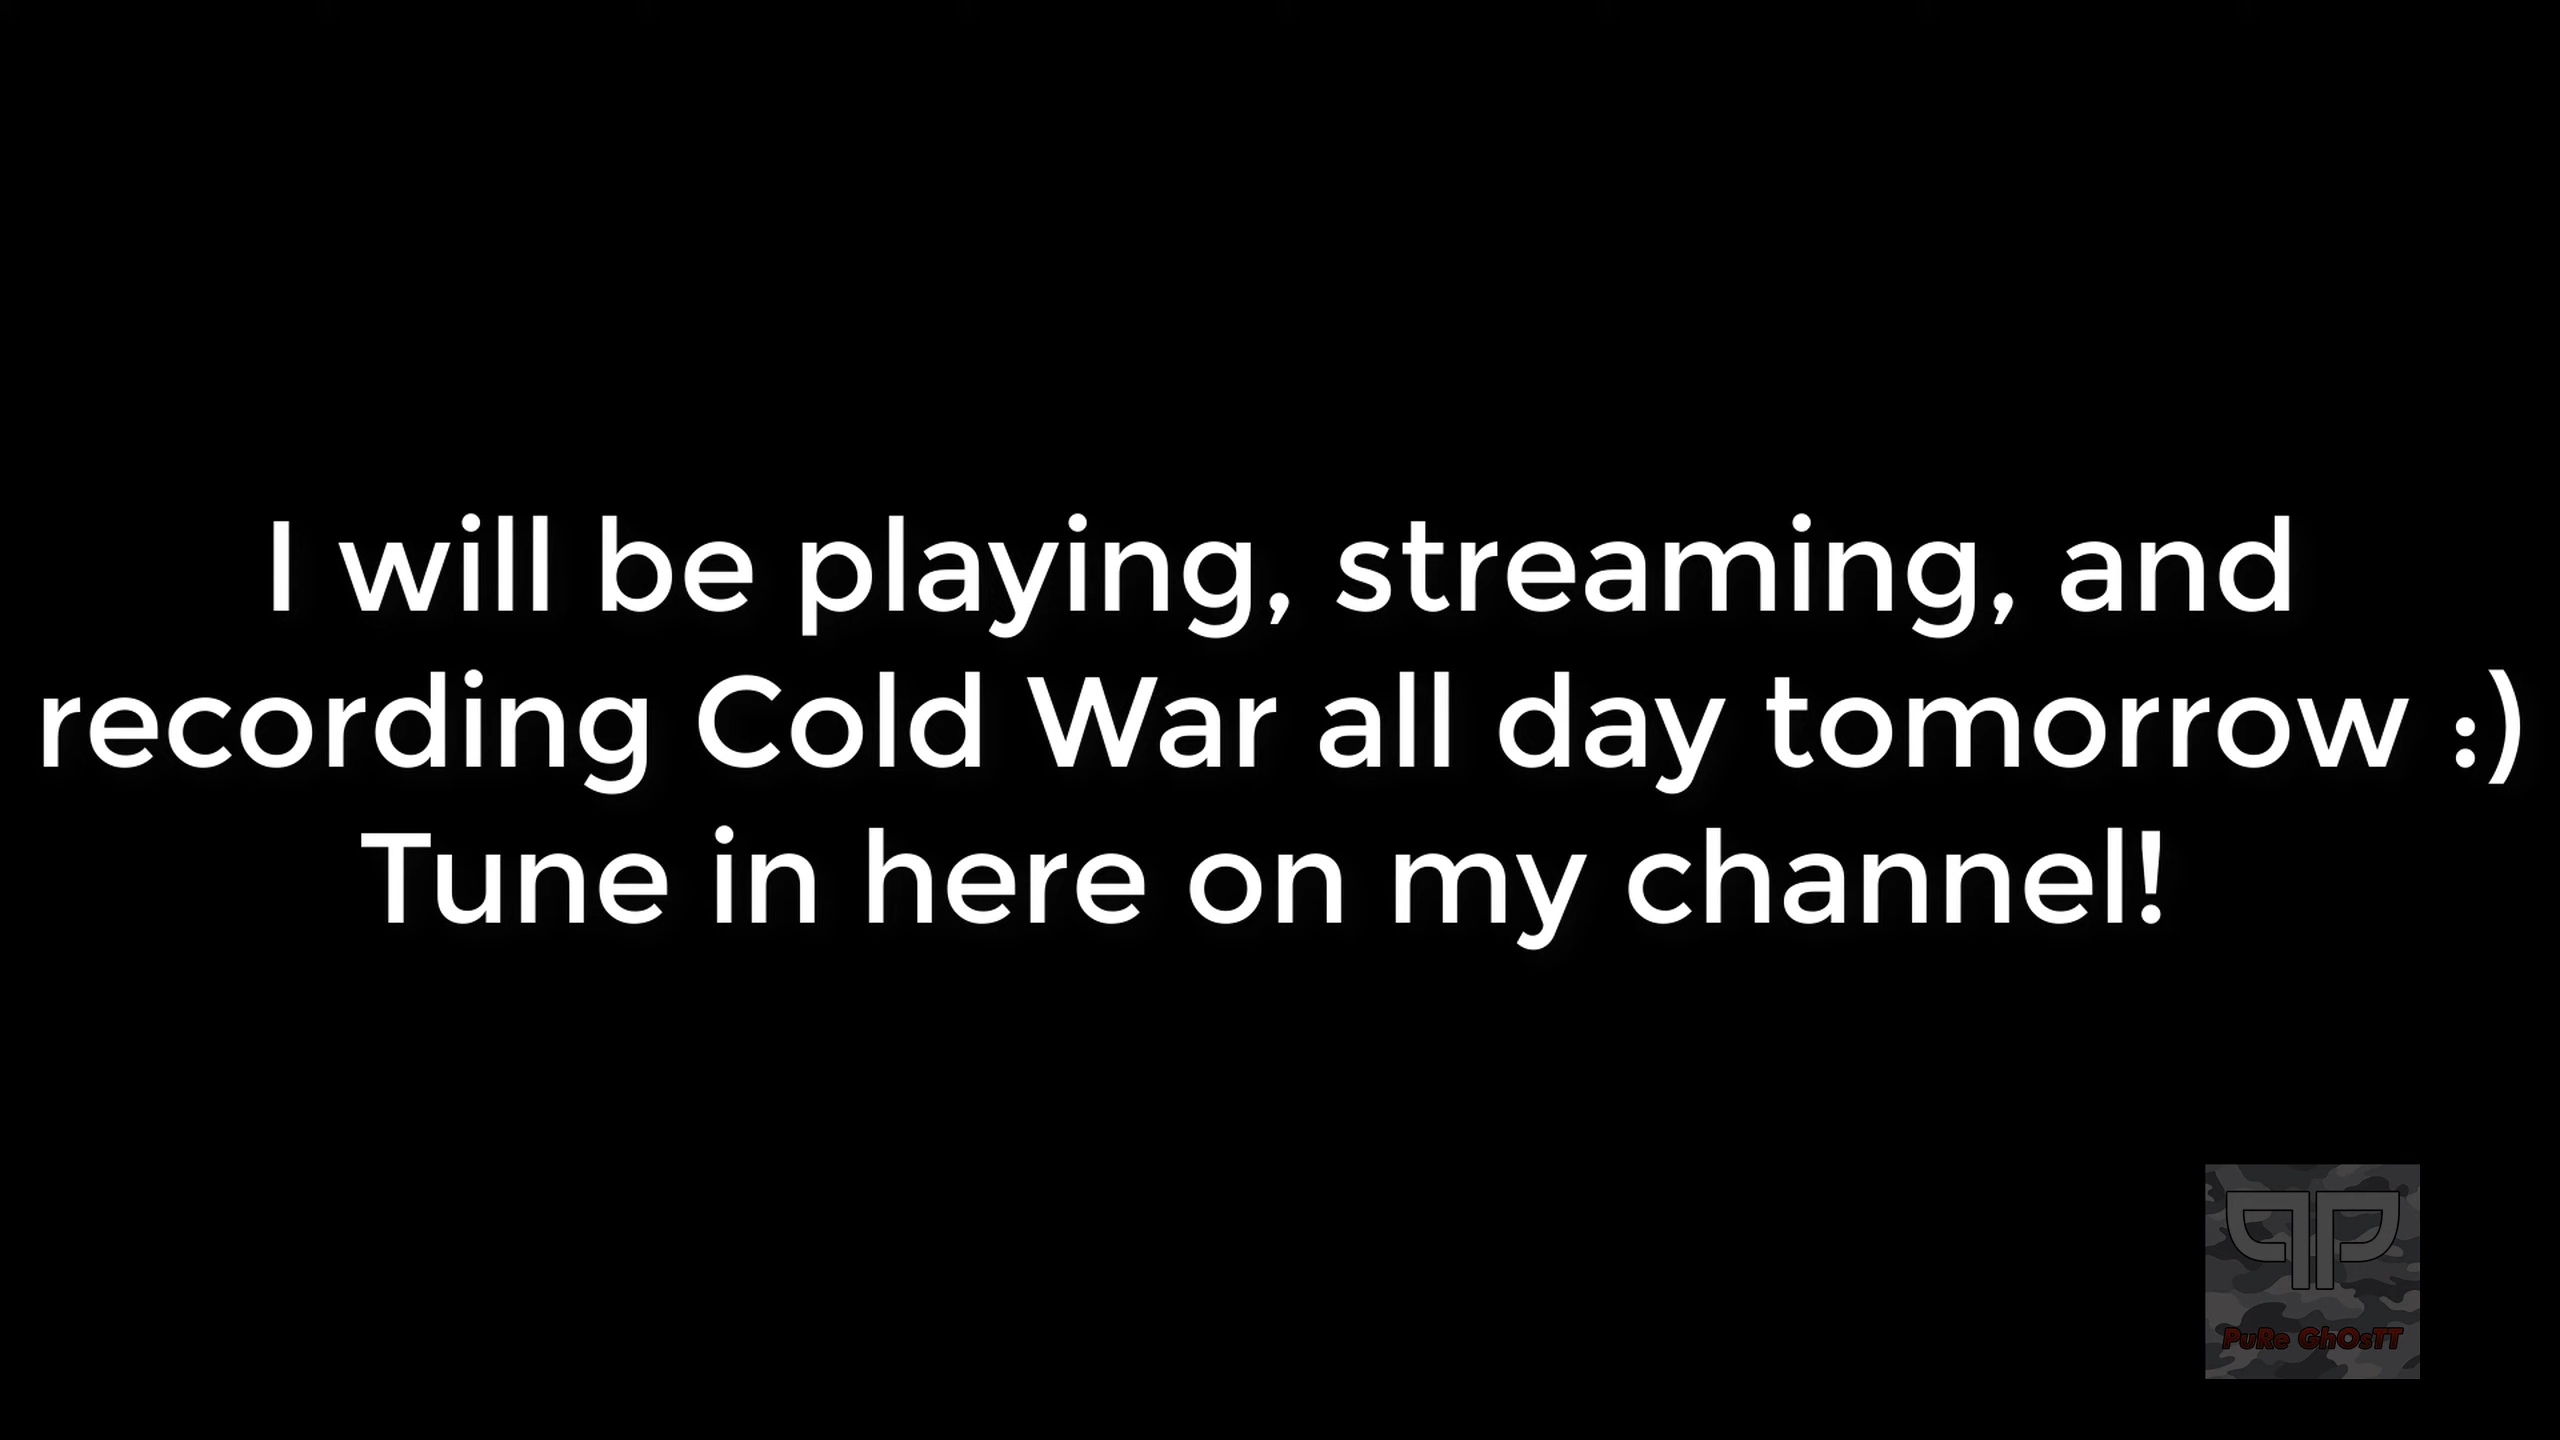 I will be playing, streaming, and
recording Cold War all day tomorrow :)
Tune in here on my channel!
PuRe GhOsTT